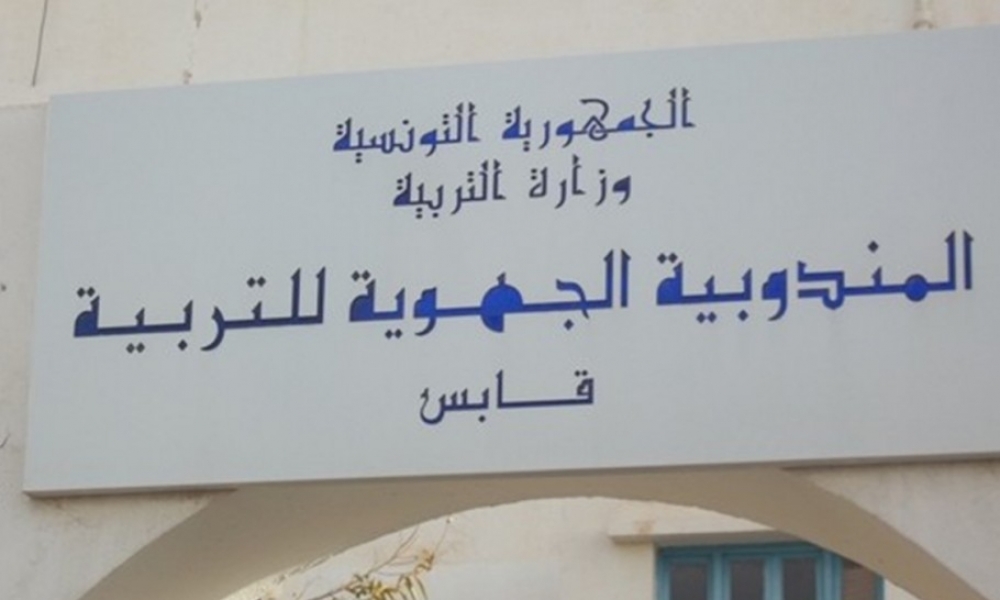 الجمهورية التونسية
وزارة التربية
المندوبية الجهوية للتربية
قابس